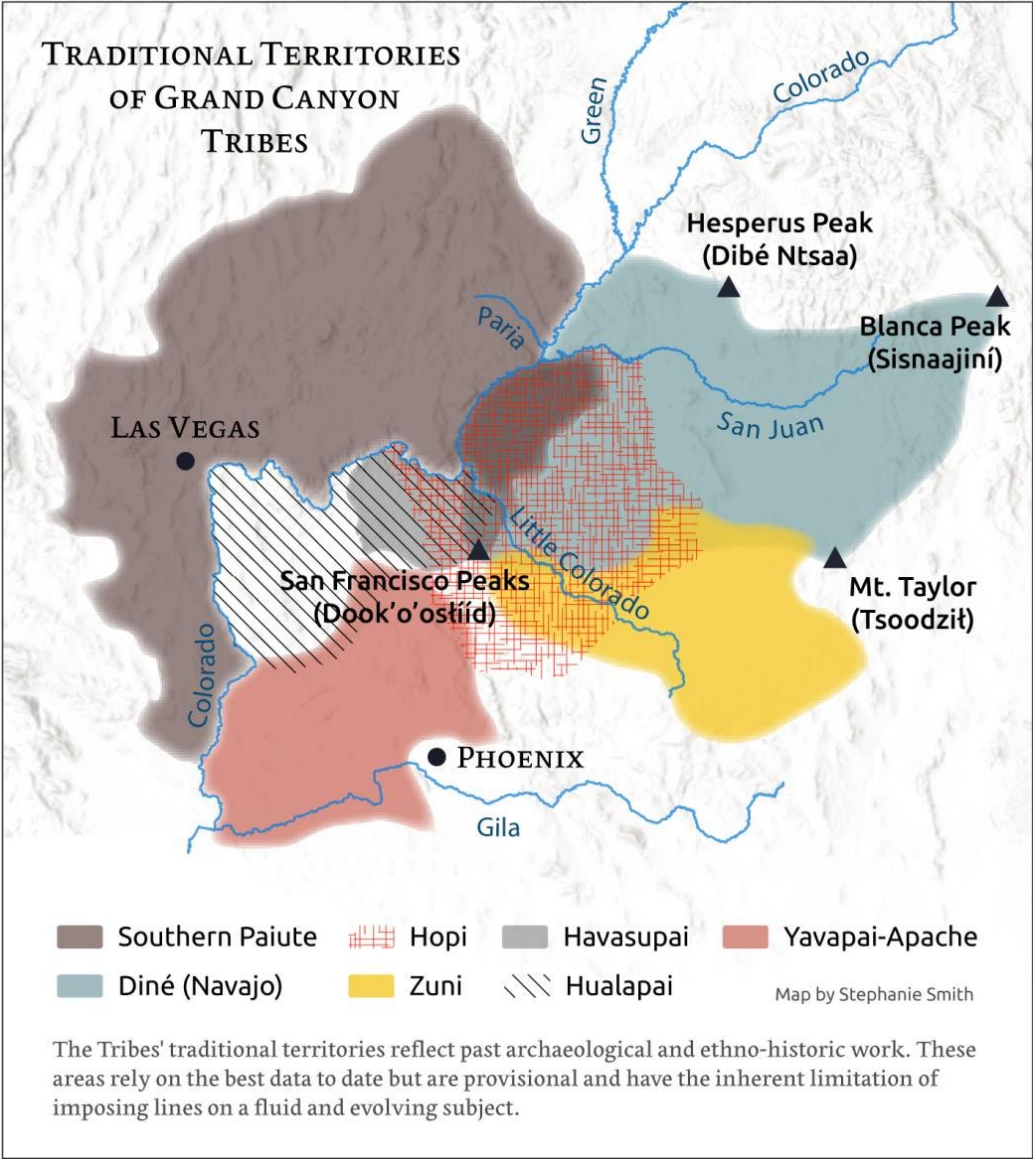 TRADITIONAL TERRITORIES
OF GRAND CANYON
TRIBES
Green
Colorado
Hesperus Peak
(Dibé Ntsaa)
Blanca Peak
(Sisnaajiní)
Paria
LAS VEGAS
San Juan
Little Colorado
San Francisco Peaks
(Dook’o’osłííd)
Mt. Taylor
(Tsoodził)
Colorado
PHOENIX
Gila
Southern Paiute
Hopi
Havasupai
Yavapai-Apache
Diné (Navajo)
Zuni
Hualapai
Map by Stephanie Smith
The Tribes' traditional territories reflect past archaeological and ethno-historic work. These
areas rely on the best data to date but are provisional and have the inherent limitation of
imposing lines on a fluid and evolving subject.